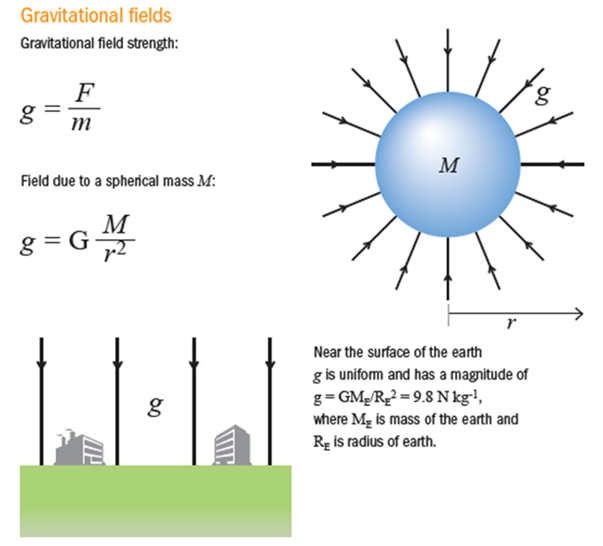 Gravitational fields
Gravitational field strength:
g = F/m
Field due to a spherical mass M:
g = G M/r²
g
M
r
g
Near the surface of the earth
g is uniform and has a magnitude of
g = GM_E/R_E² = 9.8 N kg⁻¹,
where M_E is mass of the earth and
R_E is radius of earth.